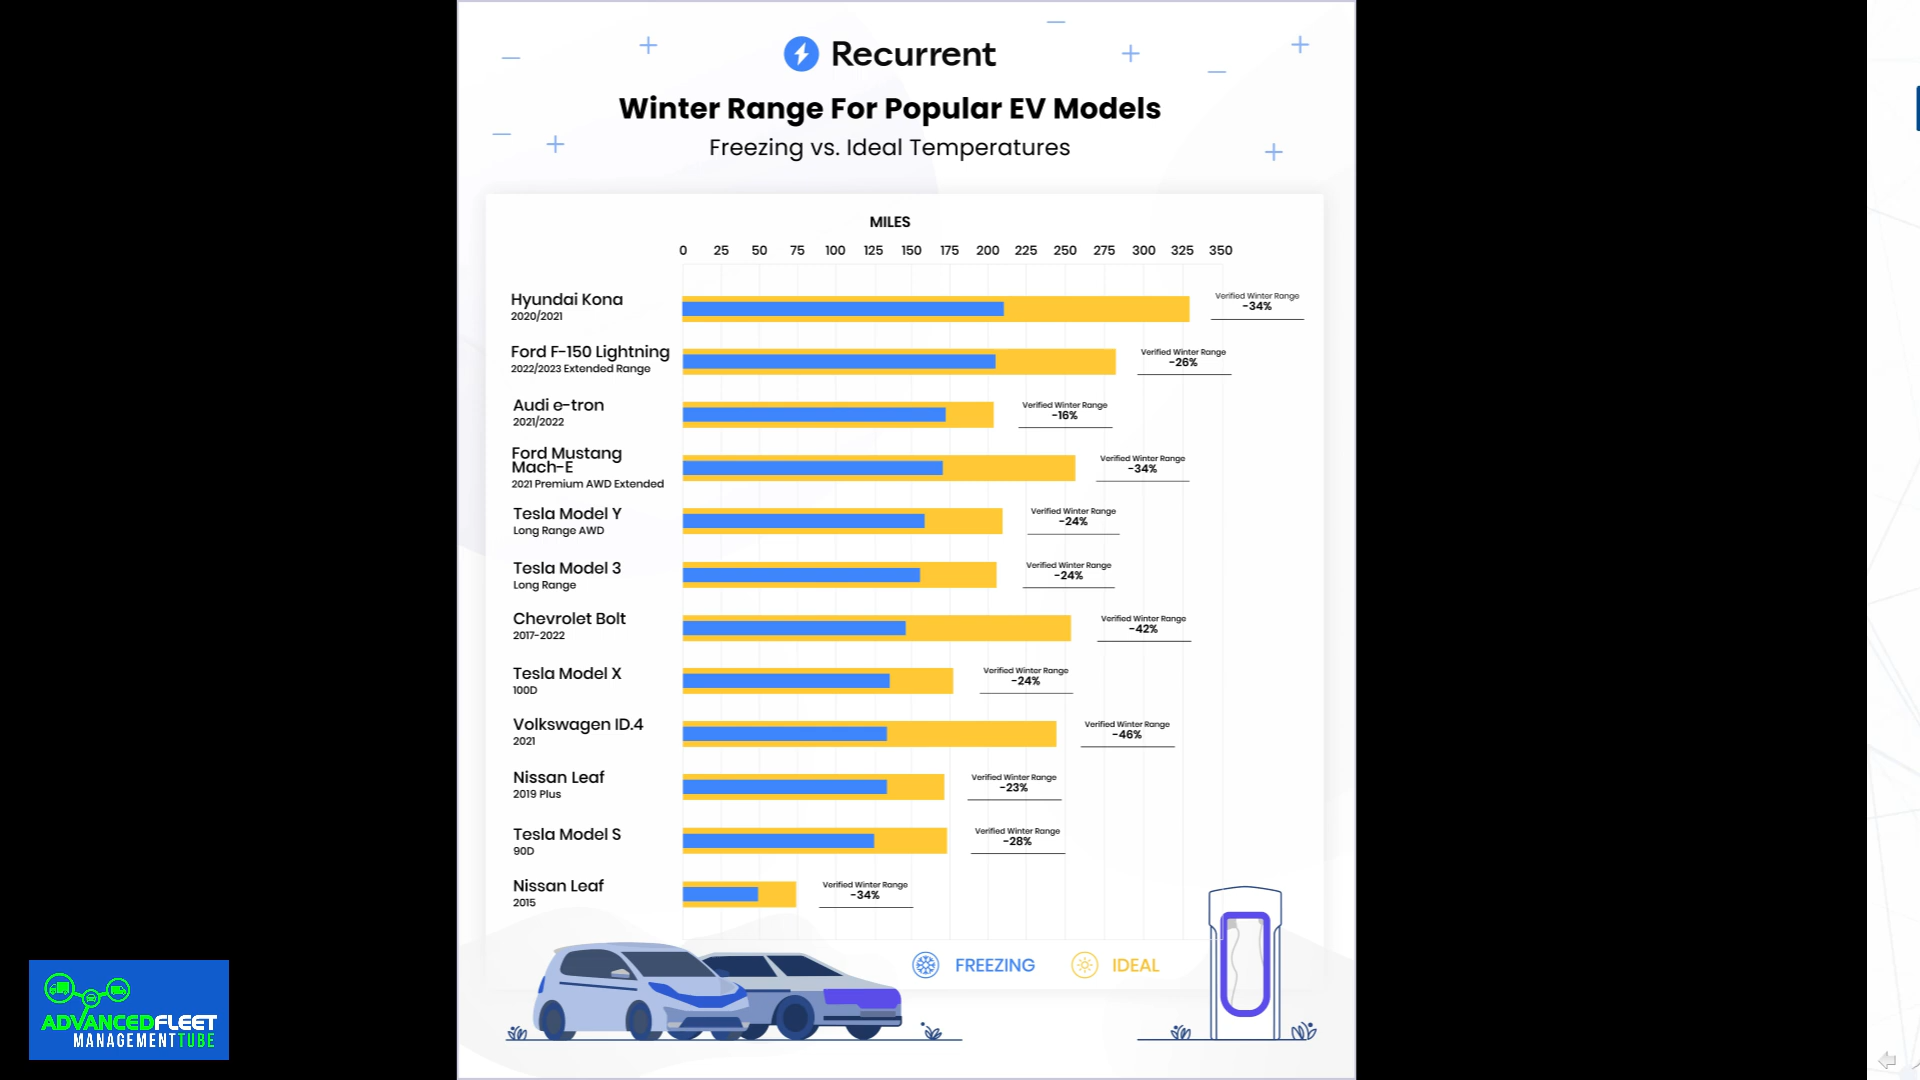 Recurrent
Winter Range For Popular EV Models
Freezing vs. Ideal Temperatures
MILES
0 25 50 75 100 125 150 175 200 225 250 275 300 325 350
Hyundai Kona
2020/2021
Verified Winter Range
-34%
Ford F-150 Lightning
2022/2023 Extended Range
Verified Winter Range
-26%
Audi e-tron
2021/2022
Verified Winter Range
-16%
Ford Mustang
Mach-E
2021 Premium AWD Extended
Verified Winter Range
-34%
Tesla Model Y
Long Range AWD
Verified Winter Range
-24%
Tesla Model 3
Long Range
Verified Winter Range
-24%
Chevrolet Bolt
2017-2022
Verified Winter Range
-42%
Tesla Model X
100D
Verified Winter Range
-24%
Volkswagen ID.4
2021
Verified Winter Range
-46%
Nissan Leaf
2019 Plus
Verified Winter Range
-23%
Tesla Model S
90D
Verified Winter Range
-28%
Nissan Leaf
2015
Verified Winter Range
-34%
FREEZING IDEAL
ADVANCEDFLEET
MANAGEMENTTUBE